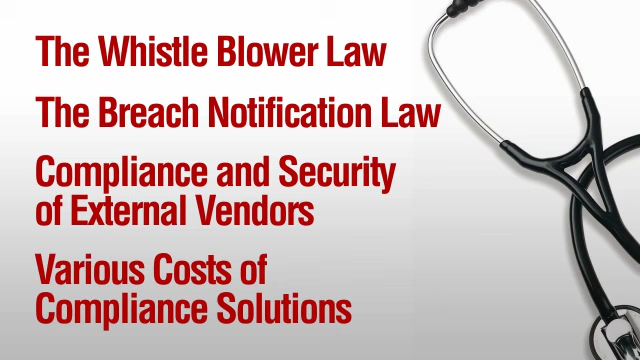 The Whistle Blower Law
The Breach Notification Law
Compliance and Security
of External Vendors
Various Costs of
Compliance Solutions